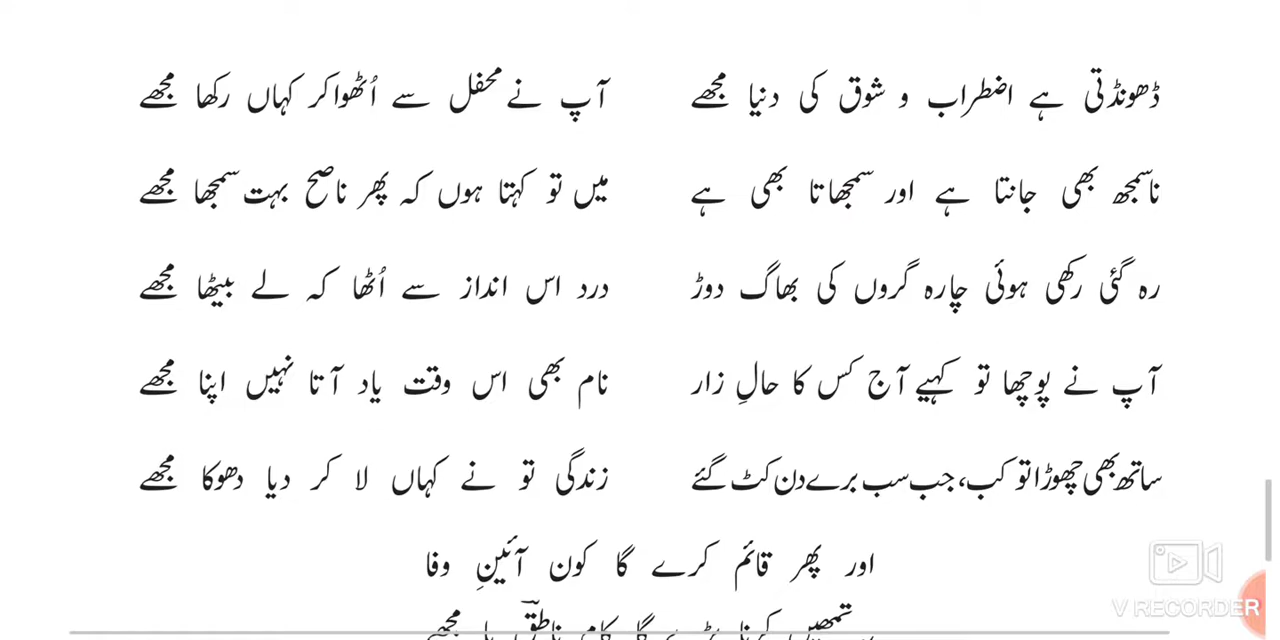 ڈھونڈتی ہے اضطراب و شوق کی دنیا مجھے آپ نے محفل سے اُٹھوا کر کہاں رکھا مجھے
ناسمجھ بھی جانتا ہے اور سمجھاتا بھی ہے میں تو کہتا ہوں کہ پھر ناصح بہت سمجھا مجھے
رہ گئی رکھی ہوئی چارہ گروں کی بھاگ دوڑ درد اس انداز سے اُٹھا کہ لے بیٹھا مجھے
آپ نے پوچھا تو کہیے آج کس کا حالِ زار نام بھی اس وقت یاد آتا نہیں اپنا مجھے
ساتھ بھی چھوڑا تو کب، جب سب برے دن کٹ گئے زندگی تو نے کہاں لا کر دیا دھوکا مجھے
اور پھر قائم کرے گا کون آئینِ وفا
ناطقؔ مجھے
V RECORDER